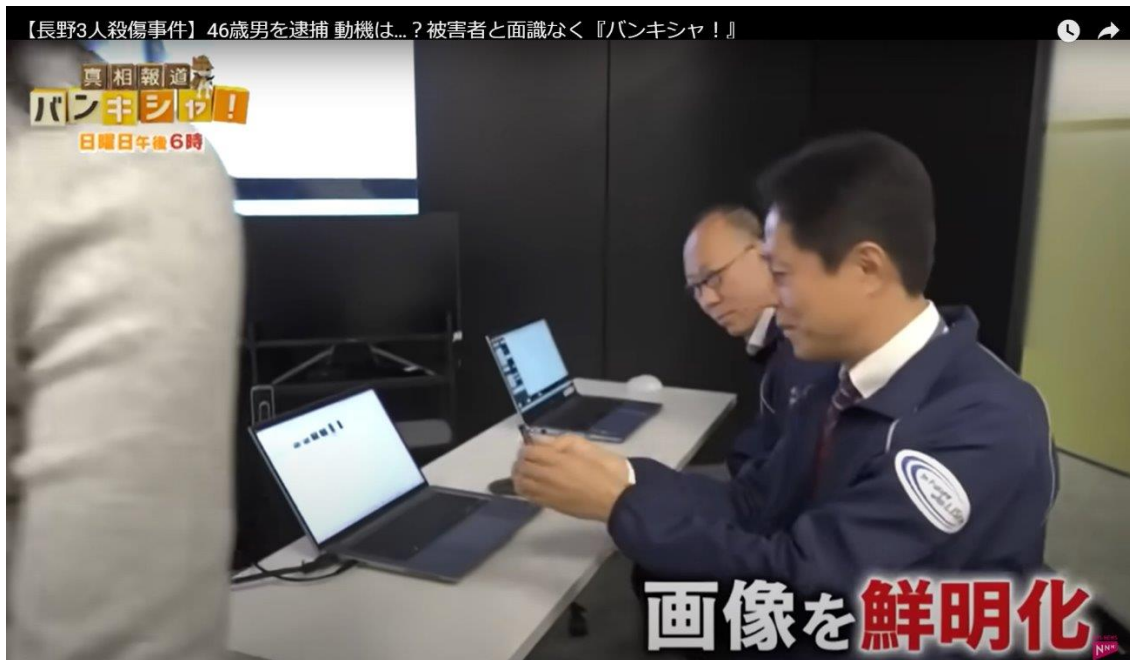 【長野3人殺傷事件】46歳男を逮捕 動機は...？被害者と面識なく『バンキシャ！』
真相報道
バンキシャ！
日曜日午後6時
画像を鮮明化